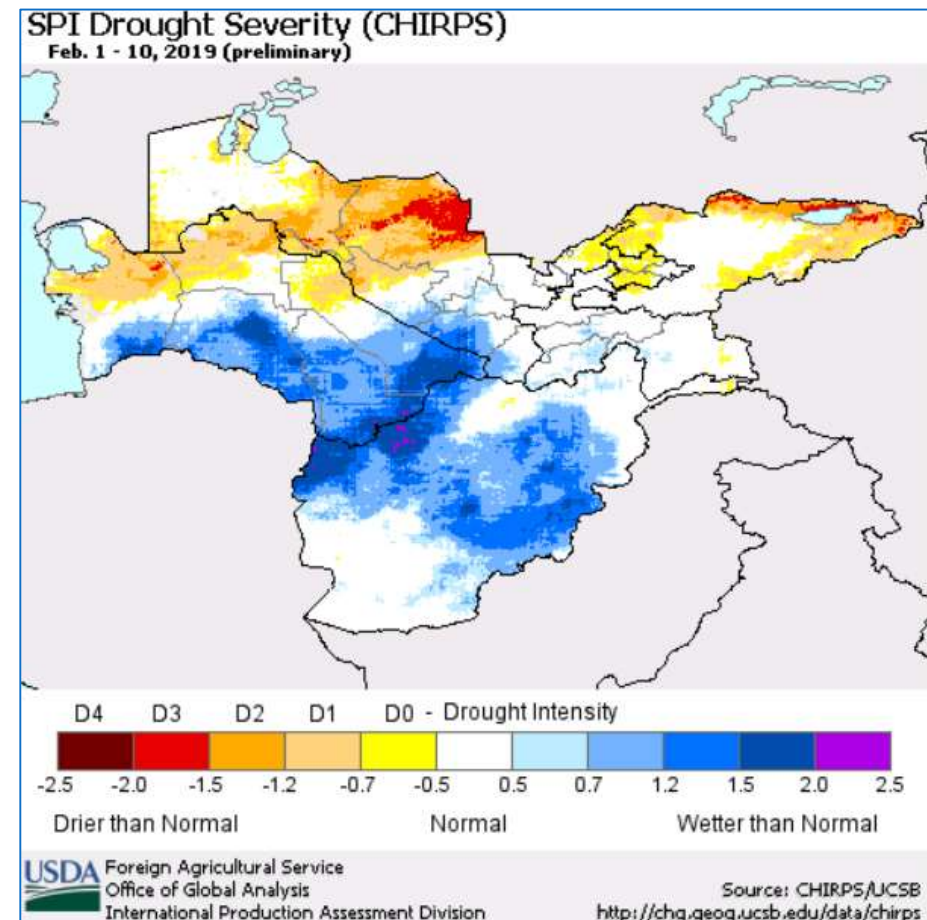 SPI Drought Severity (CHIRPS)
Feb. 1 - 10, 2019 (preliminary)
D4 D3 D2 D1 D0 - Drought Intensity
-2.5 -2.0 -1.5 -1.2 -0.7 -0.5 0.5 0.7 1.2 1.5 2.0 2.5
Drier than Normal Normal Wetter than Normal
USDA Foreign Agricultural Service
Office of Global Analysis
International Production Assessment Division
Source: CHIRPS/UCSB
http://chg.geog.ucsb.edu/data/chirps